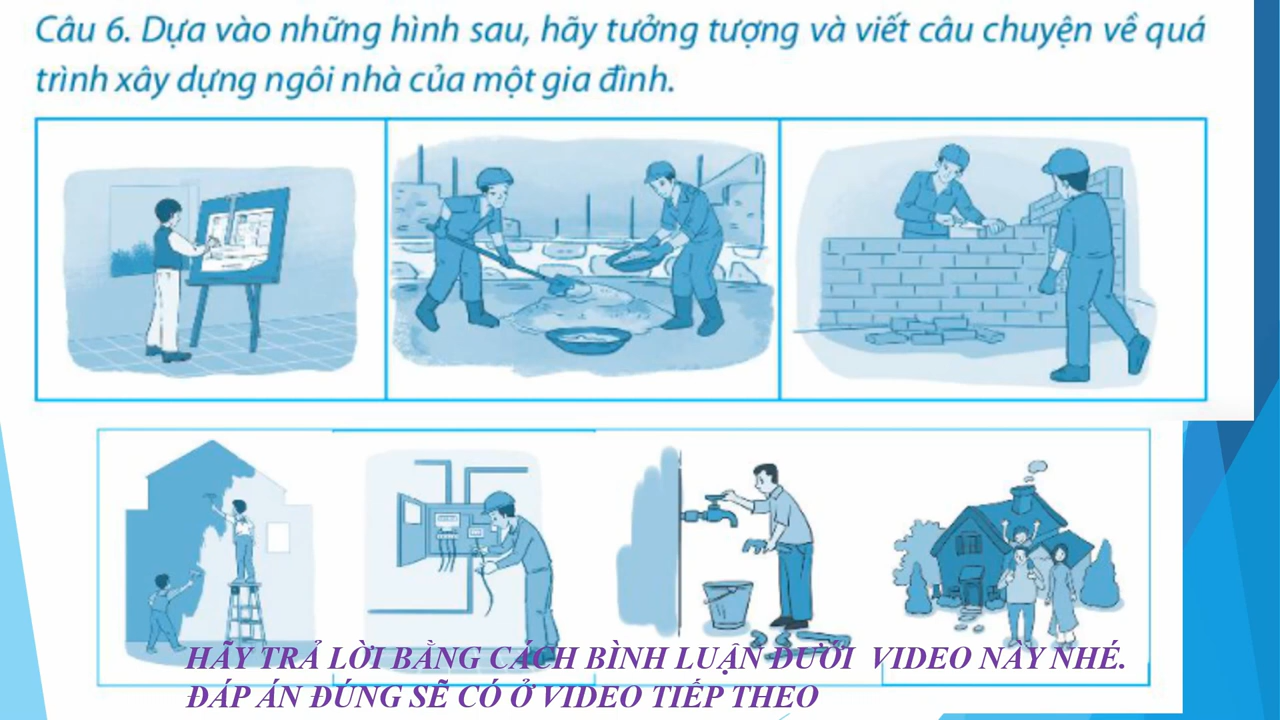 Câu 6. Dựa vào những hình sau, hãy tưởng tượng và viết câu chuyện về quá
trình xây dựng ngôi nhà của một gia đình.
HÃY TRẢ LỜI BẰNG CÁCH BÌNH LUẬN DƯỚI VIDEO NÀY NHÉ.
ĐÁP ÁN ĐÚNG SẼ CÓ Ở VIDEO TIẾP THEO